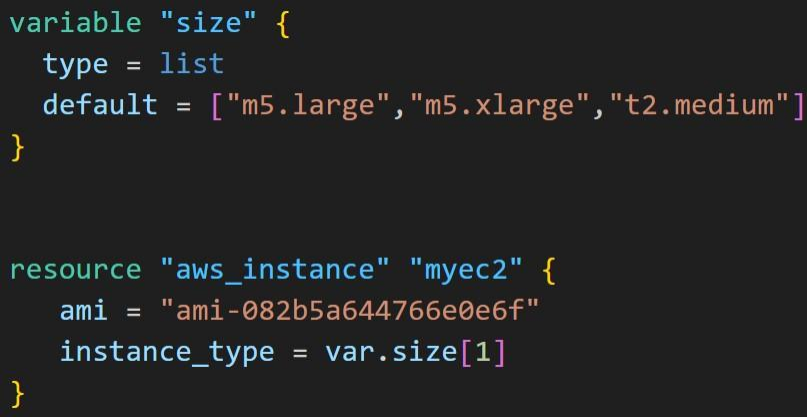 variable "size" {
  type = list
  default = ["m5.large","m5.xlarge","t2.medium"]
}
resource "aws_instance" "myec2" {
   ami = "ami-082b5a644766e0e6f"
   instance_type = var.size[1]
}